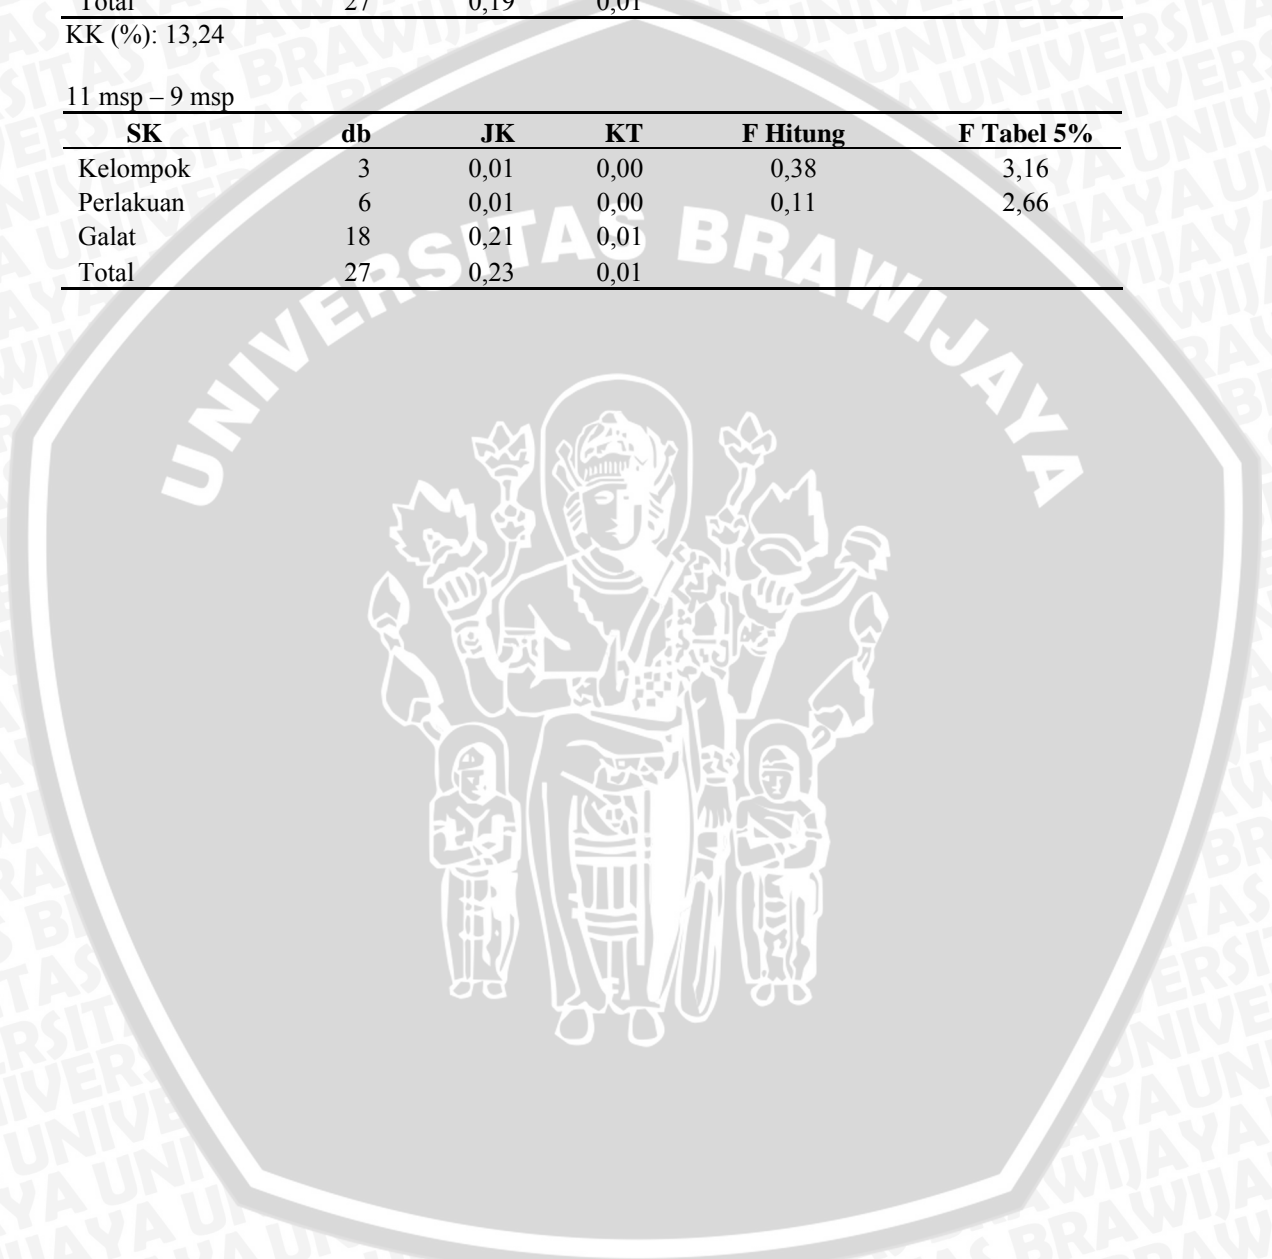 Total 27 0,19 0,01
KK (%): 13,24
11 msp – 9 msp
SK db JK KT F Hitung F Tabel 5%
Kelompok 3 0,01 0,00 0,38 3,16
Perlakuan 6 0,01 0,00 0,11 2,66
Galat 18 0,21 0,01
Total 27 0,23 0,01
UNIVERSITAS BRAWIJAYA